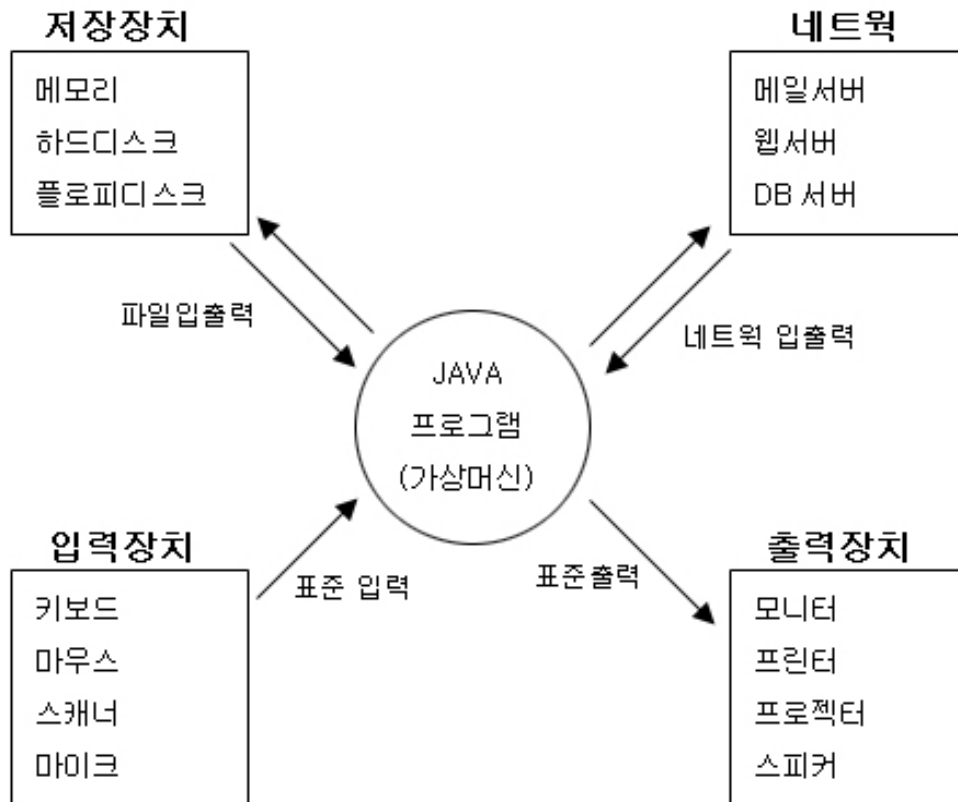 저장장치
메모리
하드디스크
플로피디스크
네트웍
메일서버
웹서버
DB 서버
파일입출력
네트웍 입출력
JAVA
프로그램
(가상머신)
입력장치
키보드
마우스
스캐너
마이크
표준 입력
표준출력
출력장치
모니터
프린터
프로젝터
스피커